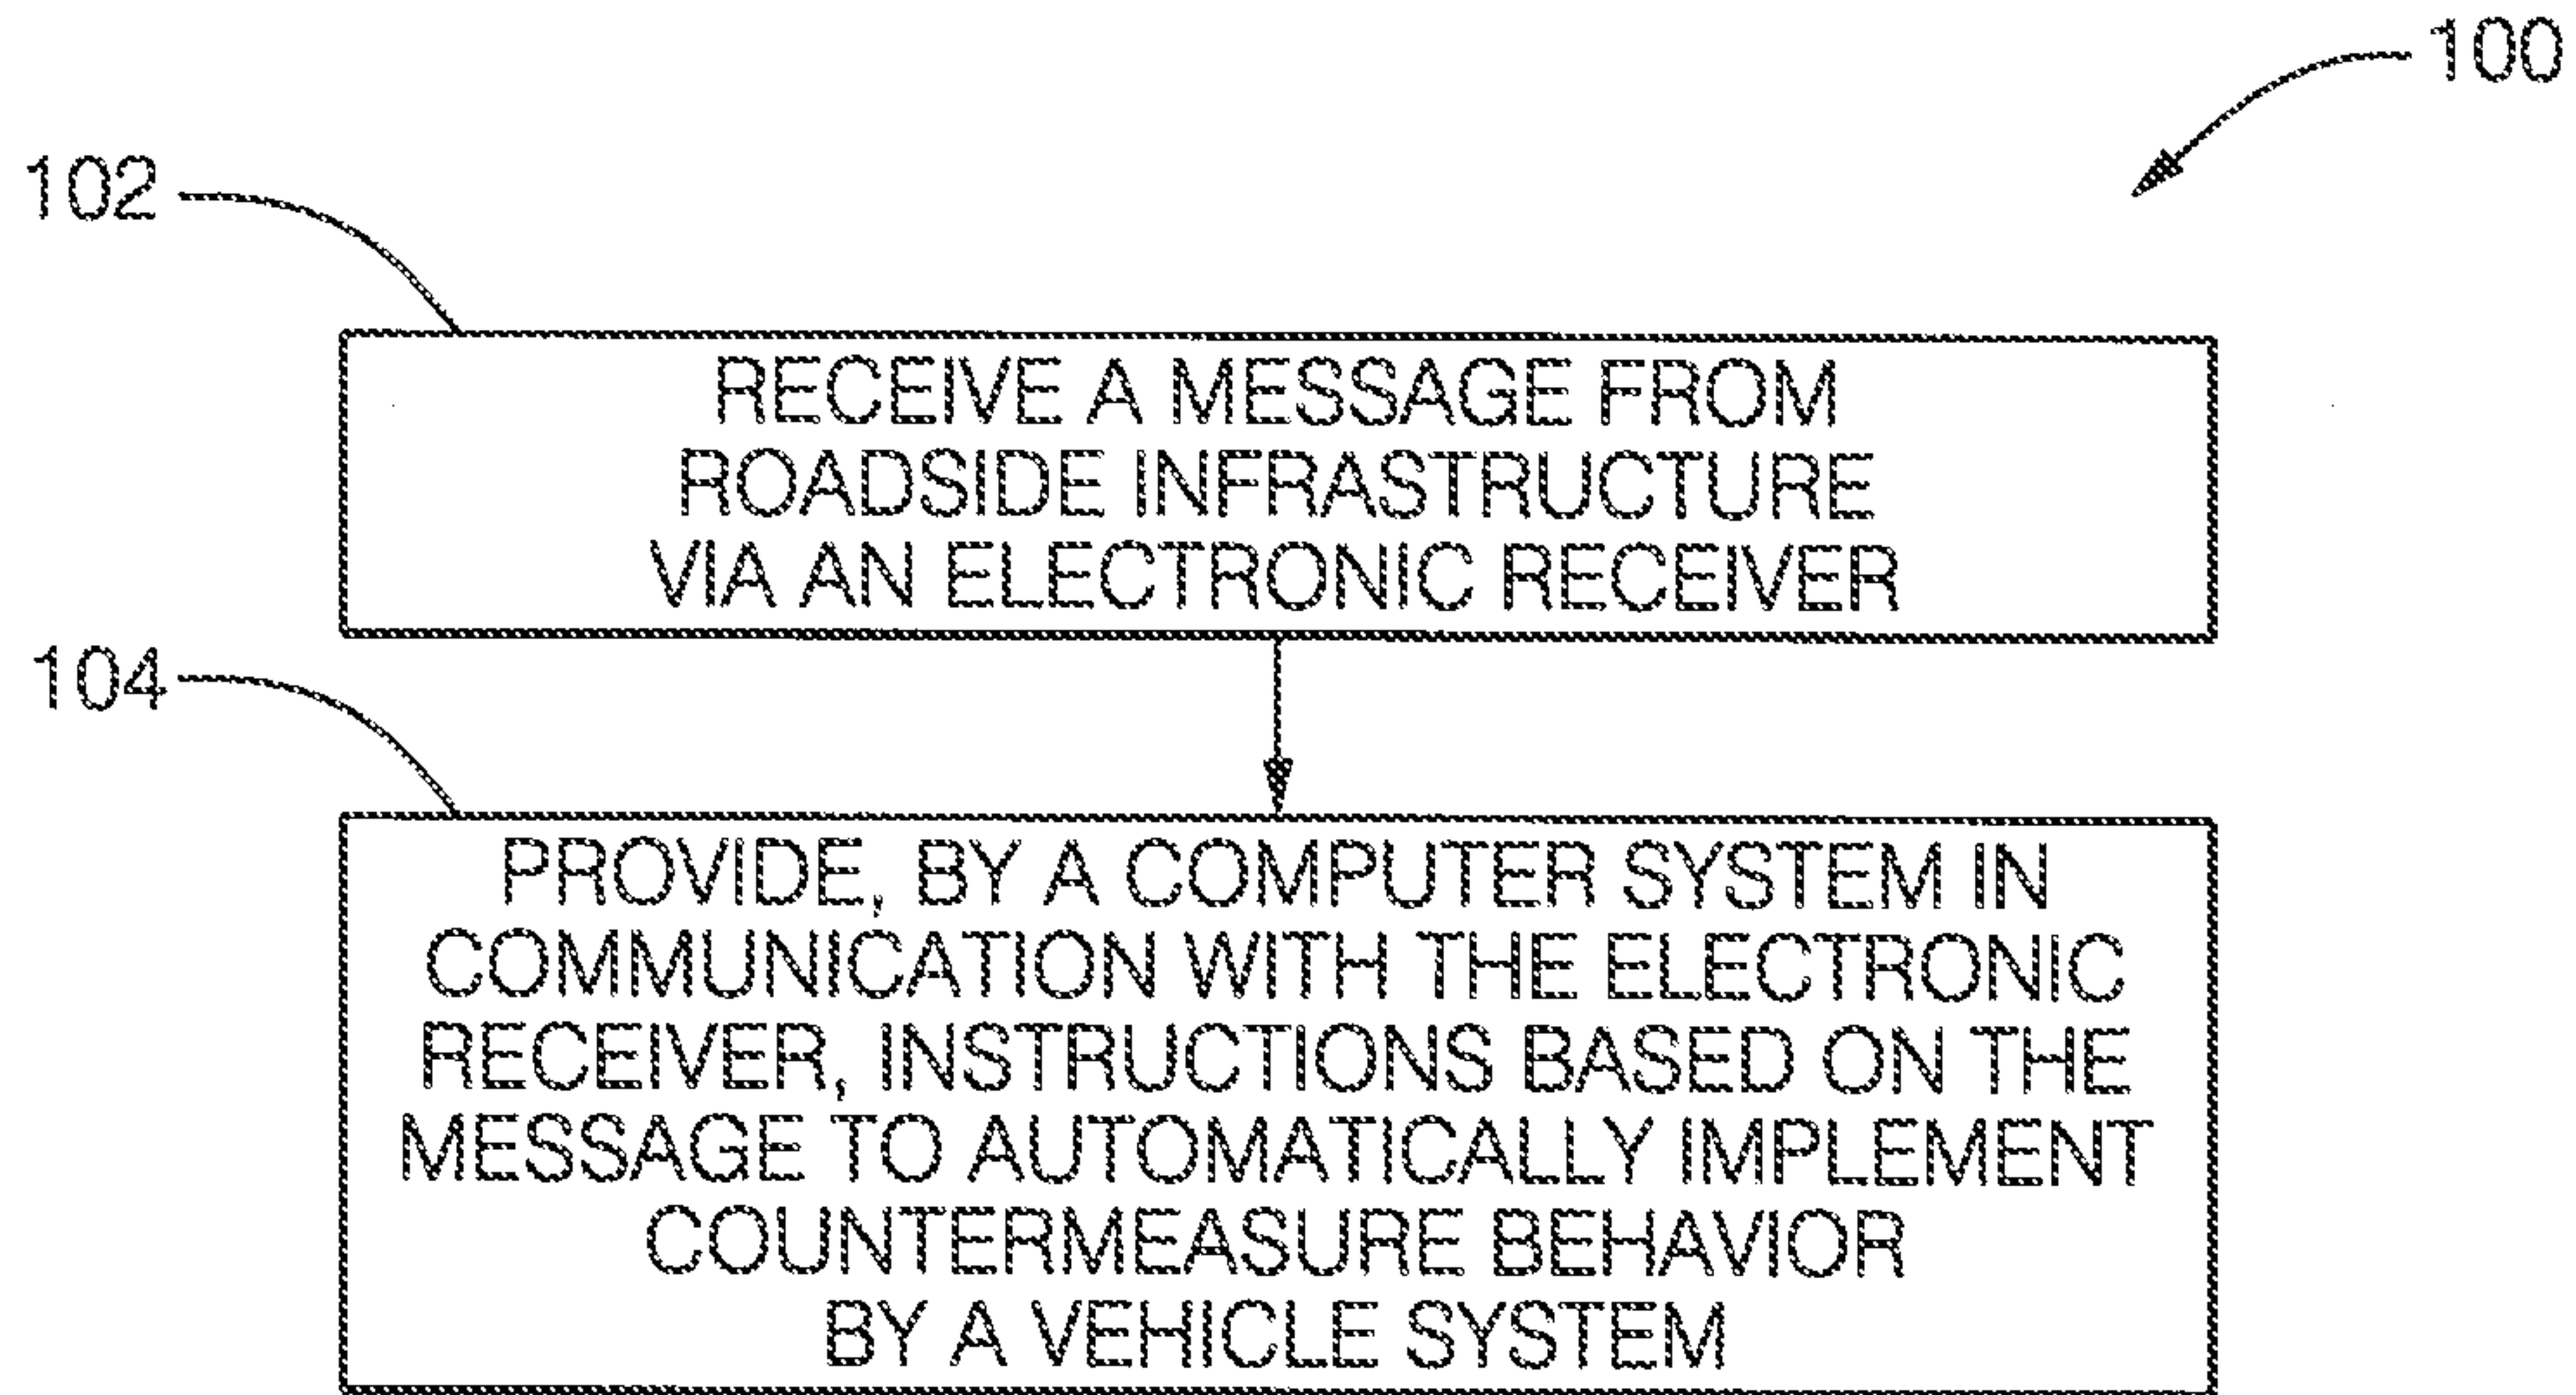 100
102
RECEIVE A MESSAGE FROM
ROADSIDE INFRASTRUCTURE
VIA AN ELECTRONIC RECEIVER
104
PROVIDE, BY A COMPUTER SYSTEM IN
COMMUNICATION WITH THE ELECTRONIC
RECEIVER, INSTRUCTIONS BASED ON THE
MESSAGE TO AUTOMATICALLY IMPLEMENT
COUNTERMEASURE BEHAVIOR
BY A VEHICLE SYSTEM